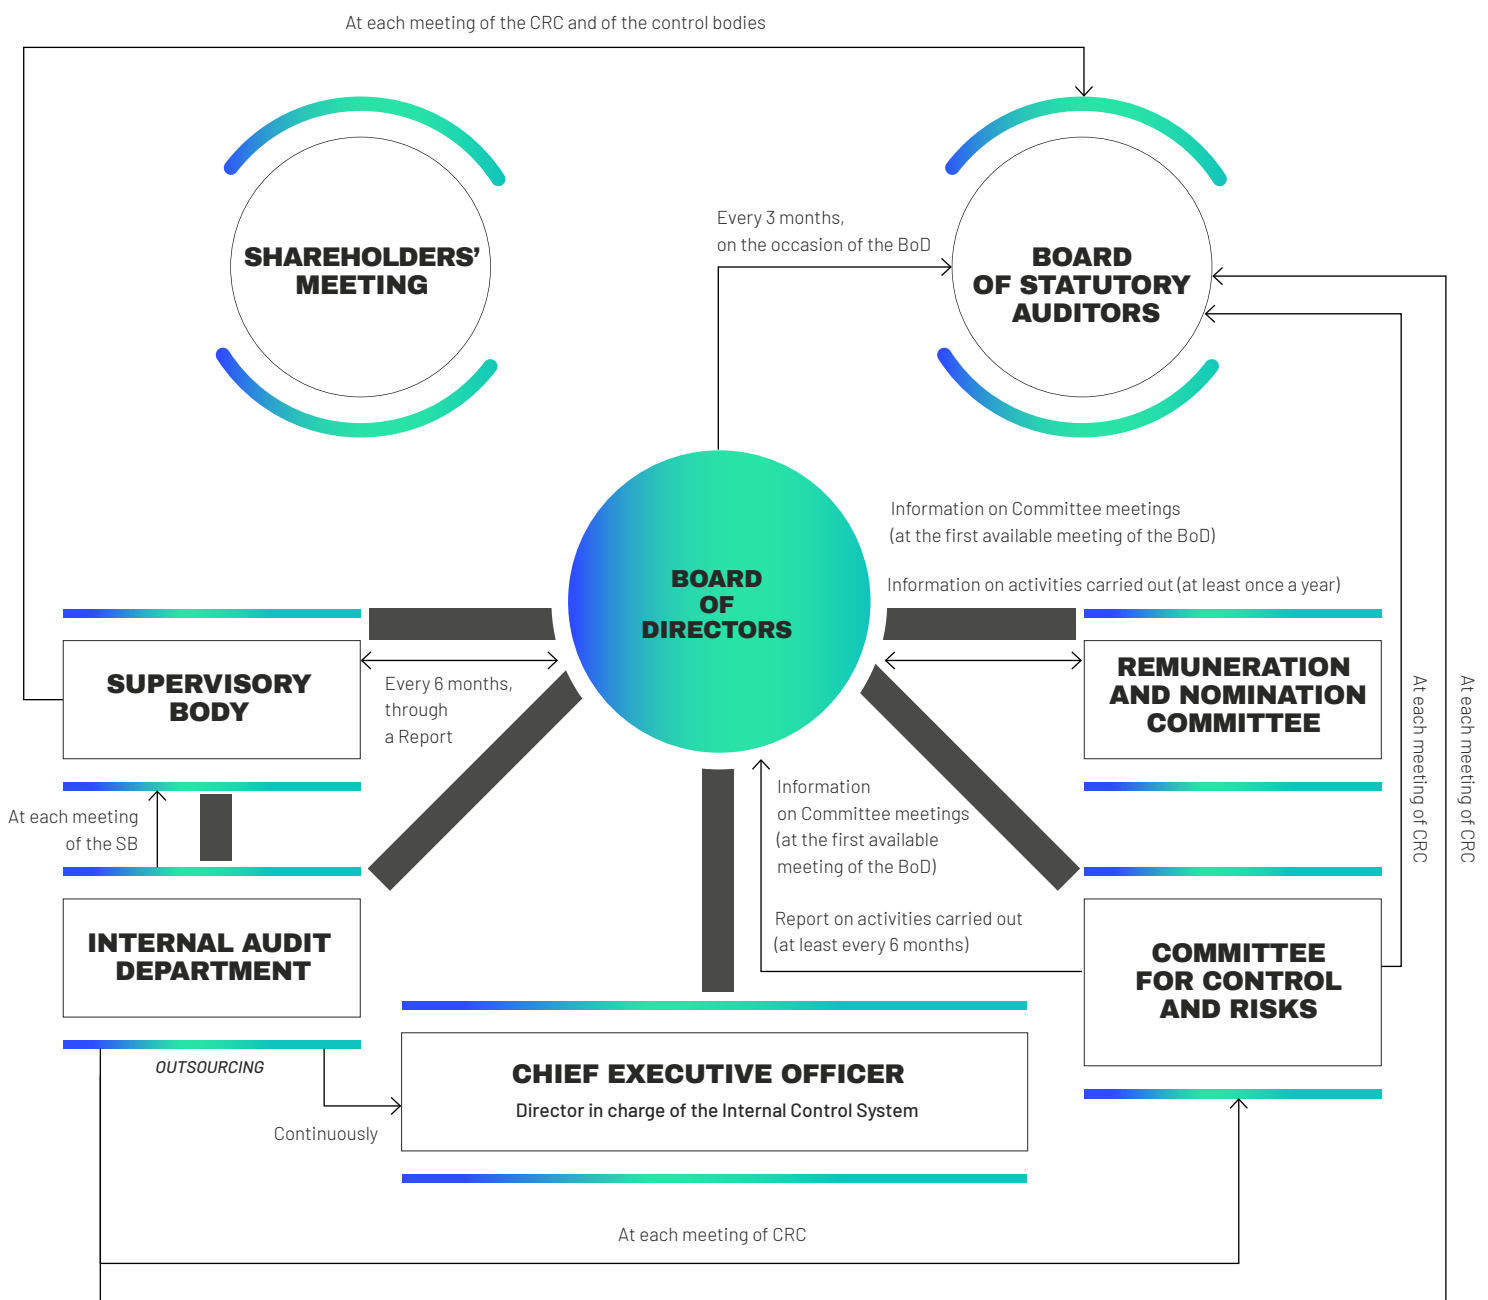 At each meeting of the CRC and of the control bodies
SHAREHOLDERS’
MEETING
Every 3 months,
on the occasion of the BoD
BOARD
OF STATUTORY
AUDITORS
Information on Committee meetings
(at the first available meeting of the BoD)
Information on activities carried out (at least once a year)
BOARD
OF
DIRECTORS
SUPERVISORY
BODY
Every 6 months,
through
a Report
REMUNERATION
AND NOMINATION
COMMITTEE
At each meeting of CRC
At each meeting of CRC
At each meeting
of the SB
Information
on Committee meetings
(at the first available
meeting of the BoD)
Report on activities carried out
(at least every 6 months)
INTERNAL AUDIT
DEPARTMENT
COMMITTEE
FOR CONTROL
AND RISKS
OUTSOURCING
Continuously
CHIEF EXECUTIVE OFFICER
Director in charge of the Internal Control System
At each meeting of CRC